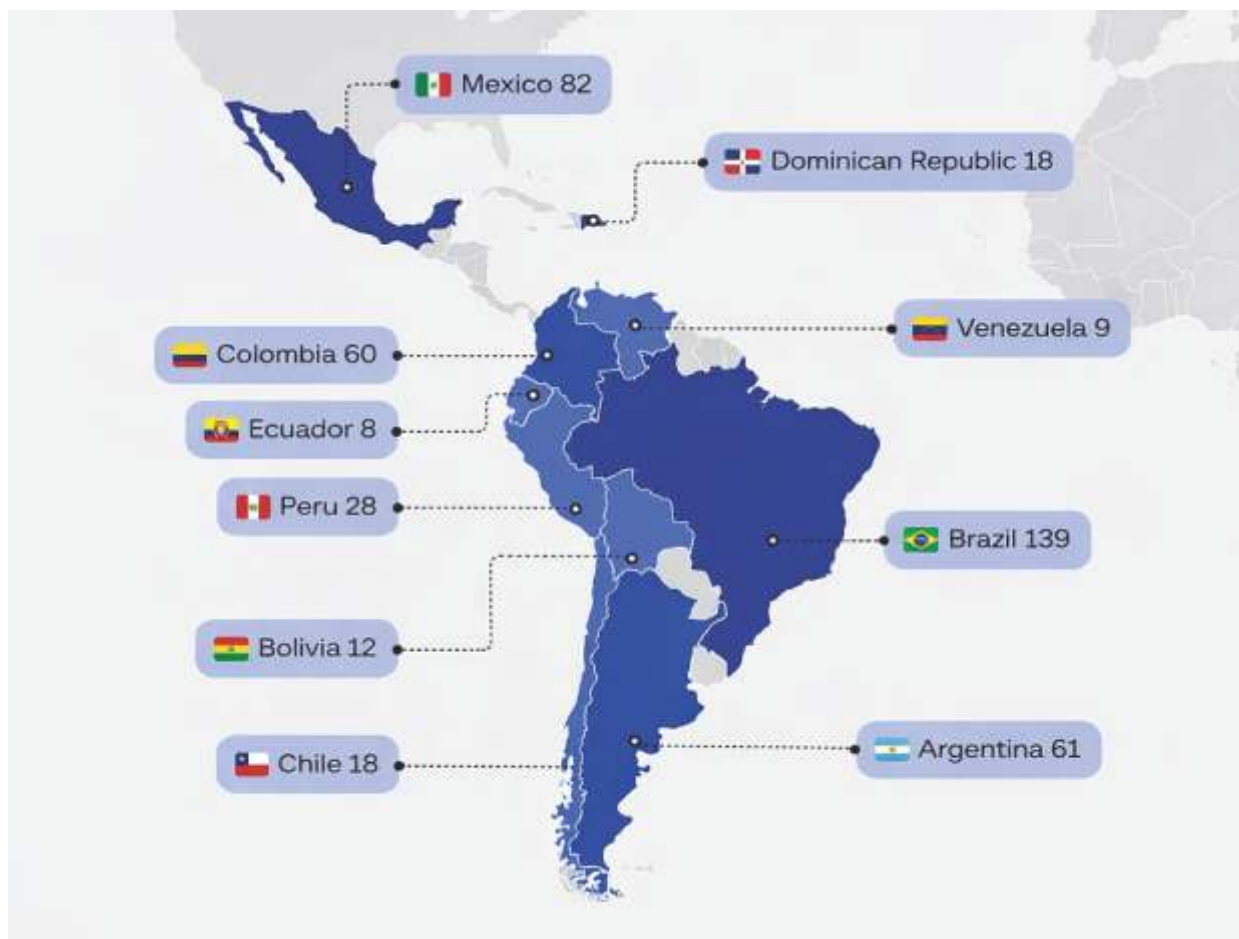 Mexico 82
Dominican Republic 18
Venezuela 9
Colombia 60
Ecuador 8
Peru 28
Brazil 139
Bolivia 12
Chile 18
Argentina 61